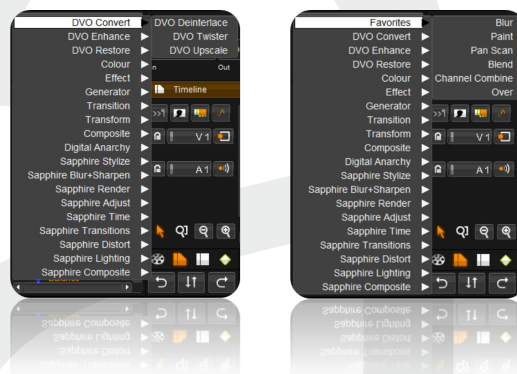 DVO Convert
DVO Enhance
DVO Restore
Colour
Effect
Generator
Transition
Transform
Composite
Digital Anarchy
Sapphire Stylize
Sapphire Blur+Sharpen
Sapphire Render
Sapphire Adjust
Sapphire Time
Sapphire Transitions
Sapphire Distort
Sapphire Lighting
Sapphire Composite
DVO Deinterlace
DVO Twister
DVO Upscale
Out
Timeline
V 1
A 1
Favorites
DVO Convert
DVO Enhance
DVO Restore
Colour
Effect
Generator
Transition
Transform
Composite
Digital Anarchy
Sapphire Stylize
Sapphire Blur+Sharpen
Sapphire Render
Sapphire Adjust
Sapphire Time
Sapphire Transitions
Sapphire Distort
Sapphire Lighting
Sapphire Composite
Blur
Paint
Pan Scan
Blend
Channel Combine
Over
V 1
A 1